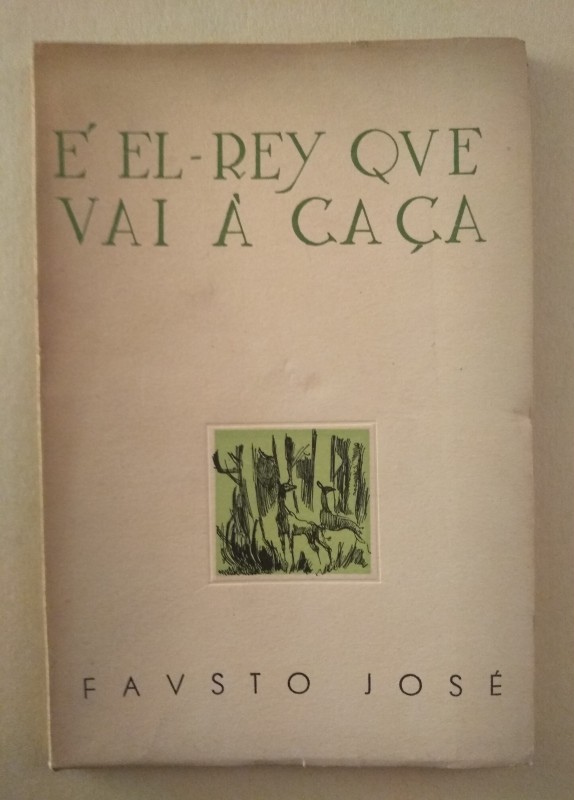 E' EL-REY QVE
VAI À CAÇA
FAVSTO JOSÉ